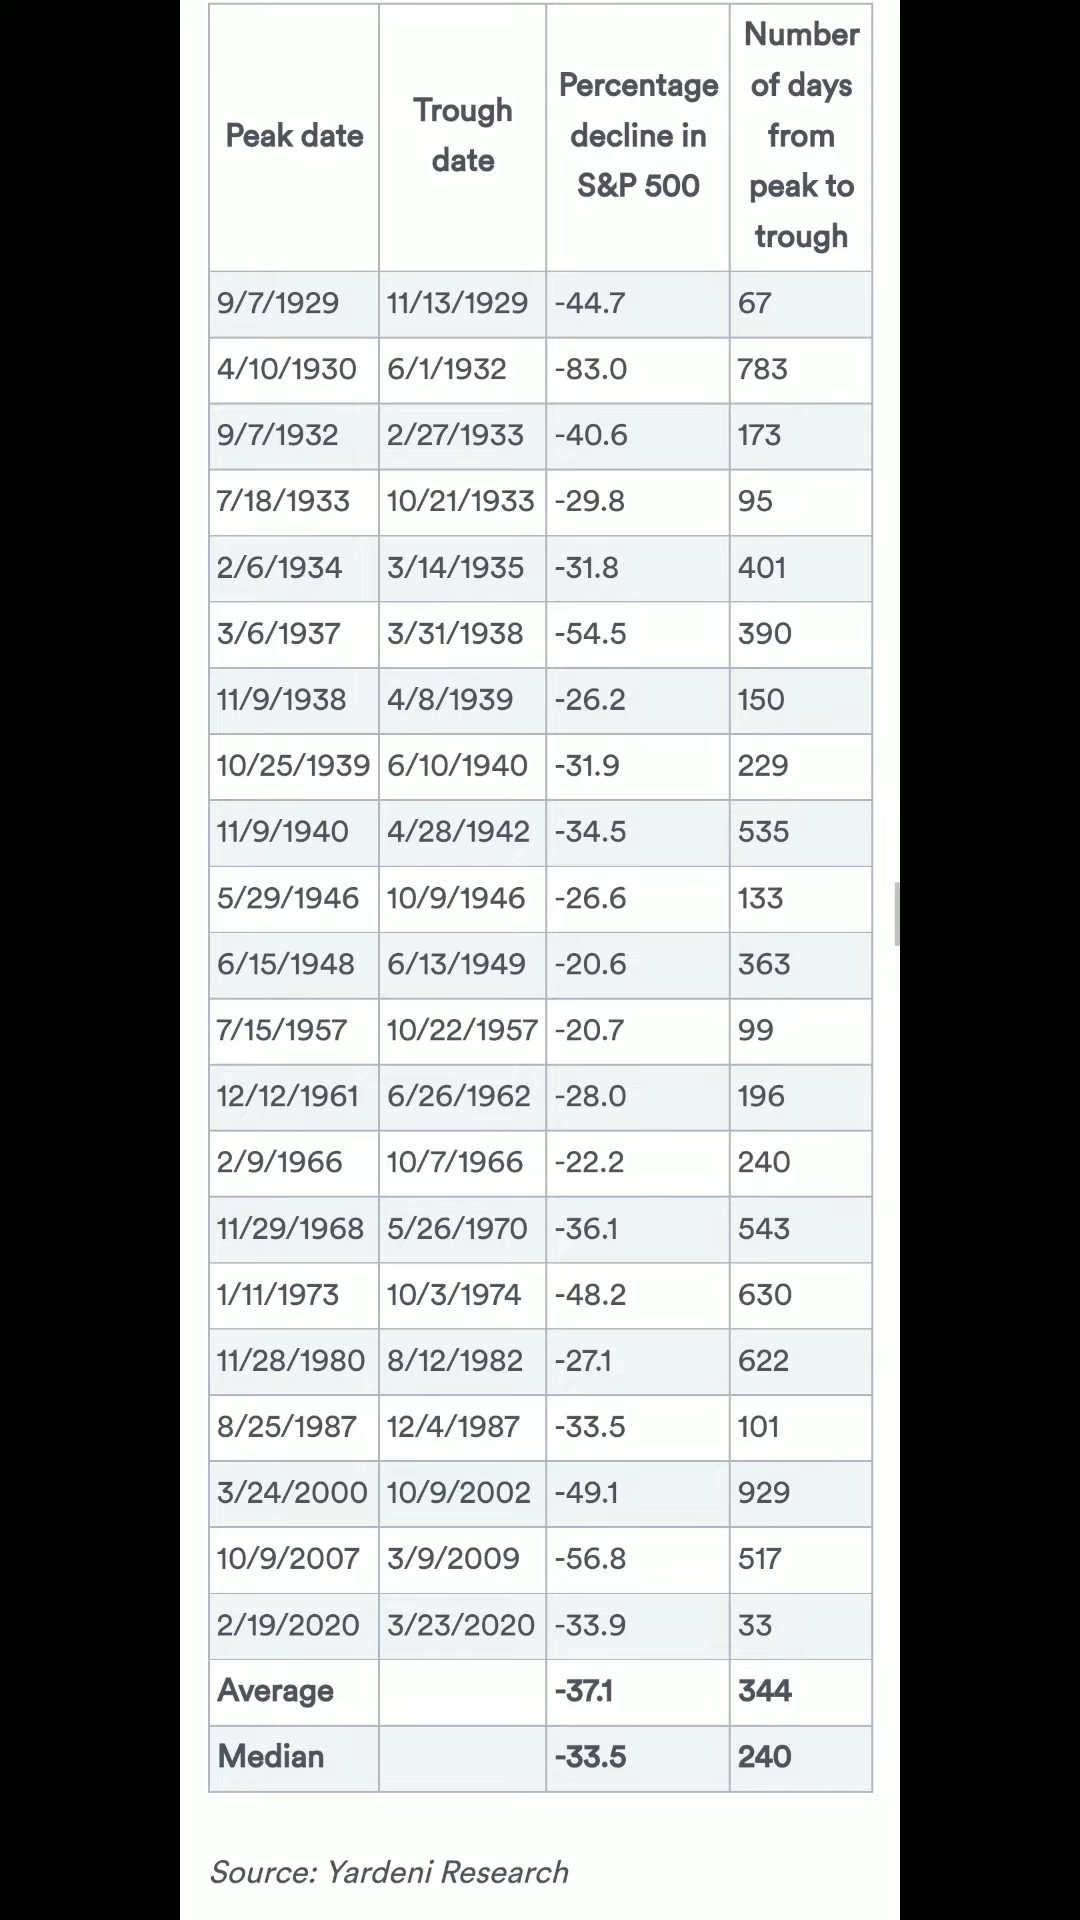 Peak date Trough date Percentage decline in S&P 500 Number of days from peak to trough
9/7/1929 11/13/1929 -44.7 67
4/10/1930 6/1/1932 -83.0 783
9/7/1932 2/27/1933 -40.6 173
7/18/1933 10/21/1933 -29.8 95
2/6/1934 3/14/1935 -31.8 401
3/6/1937 3/31/1938 -54.5 390
11/9/1938 4/8/1939 -26.2 150
10/25/1939 6/10/1940 -31.9 229
11/9/1940 4/28/1942 -34.5 535
5/29/1946 10/9/1946 -26.6 133
6/15/1948 6/13/1949 -20.6 363
7/15/1957 10/22/1957 -20.7 99
12/12/1961 6/26/1962 -28.0 196
2/9/1966 10/7/1966 -22.2 240
11/29/1968 5/26/1970 -36.1 543
1/11/1973 10/3/1974 -48.2 630
11/28/1980 8/12/1982 -27.1 622
8/25/1987 12/4/1987 -33.5 101
3/24/2000 10/9/2002 -49.1 929
10/9/2007 3/9/2009 -56.8 517
2/19/2020 3/23/2020 -33.9 33
Average -37.1 344
Median -33.5 240
Source: Yardeni Research